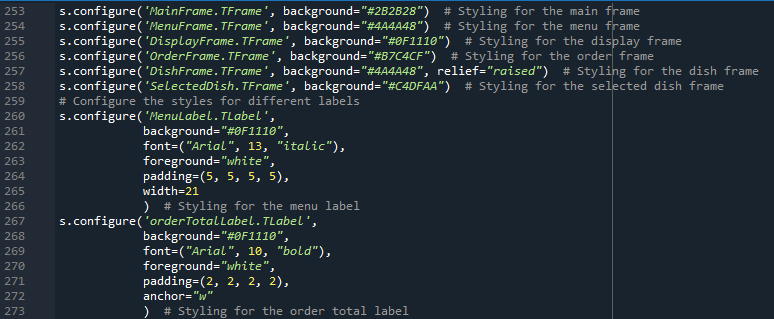 253 s.configure('MainFrame.TFrame', background="#2B2B28")  # Styling for the main frame
254 s.configure('MenuFrame.TFrame', background="#4A4A48")  # Styling for the menu frame
255 s.configure('DisplayFrame.TFrame', background="#0F1110")  # Styling for the display frame
256 s.configure('OrderFrame.TFrame', background="#B7C4CF")  # Styling for the order frame
257 s.configure('DishFrame.TFrame', background="#4A4A48", relief="raised")  # Styling for the dish frame
258 s.configure('SelectedDish.TFrame', background="#C4DFAA")  # Styling for the selected dish frame
259 # Configure the styles for different labels
260 s.configure('MenuLabel.TLabel',
261             background="#0F1110",
262             font=("Arial", 13, "italic"),
263             foreground="white",
264             padding=(5, 5, 5, 5),
265             width=21
266             )  # Styling for the menu label
267 s.configure('orderTotalLabel.TLabel',
268             background="#0F1110",
269             font=("Arial", 10, "bold"),
270             foreground="white",
271             padding=(2, 2, 2, 2),
272             anchor="w"
273             )  # Styling for the order total label